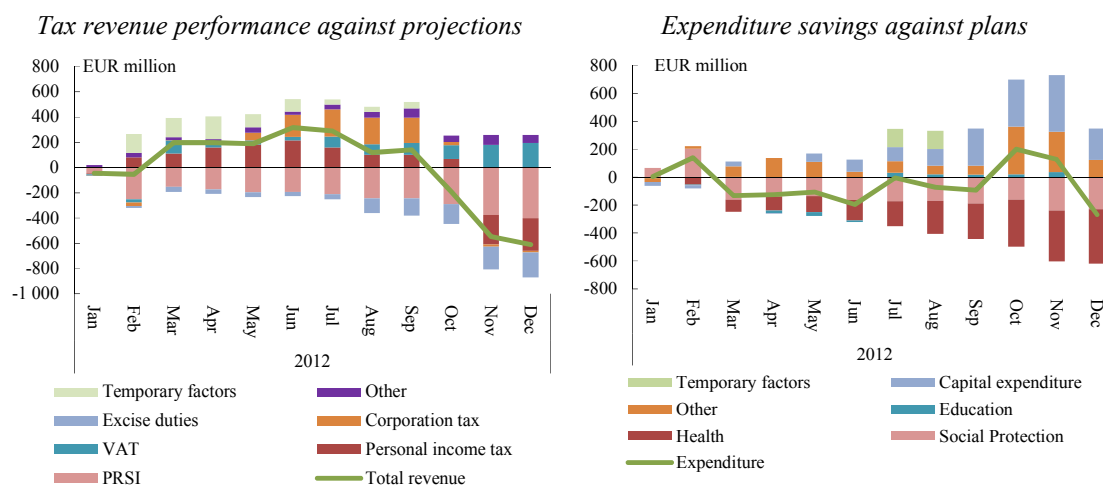 Tax revenue performance against projections
800
EUR million
600
400
200
0
-200
-400
-600
-800
-1 000
Jan
Feb
Mar
Apr
May
Jun
Jul
Aug
Sep
Oct
Nov
Dec
2012
Temporary factors
Other
Excise duties
Corporation tax
VAT
Personal income tax
PRSI
Total revenue
Expenditure savings against plans
800
EUR million
600
400
200
0
-200
-400
-600
-800
Jan
Feb
Mar
Apr
May
Jun
Jul
Aug
Sep
Oct
Nov
Dec
2012
Temporary factors
Capital expenditure
Other
Education
Health
Social Protection
Expenditure